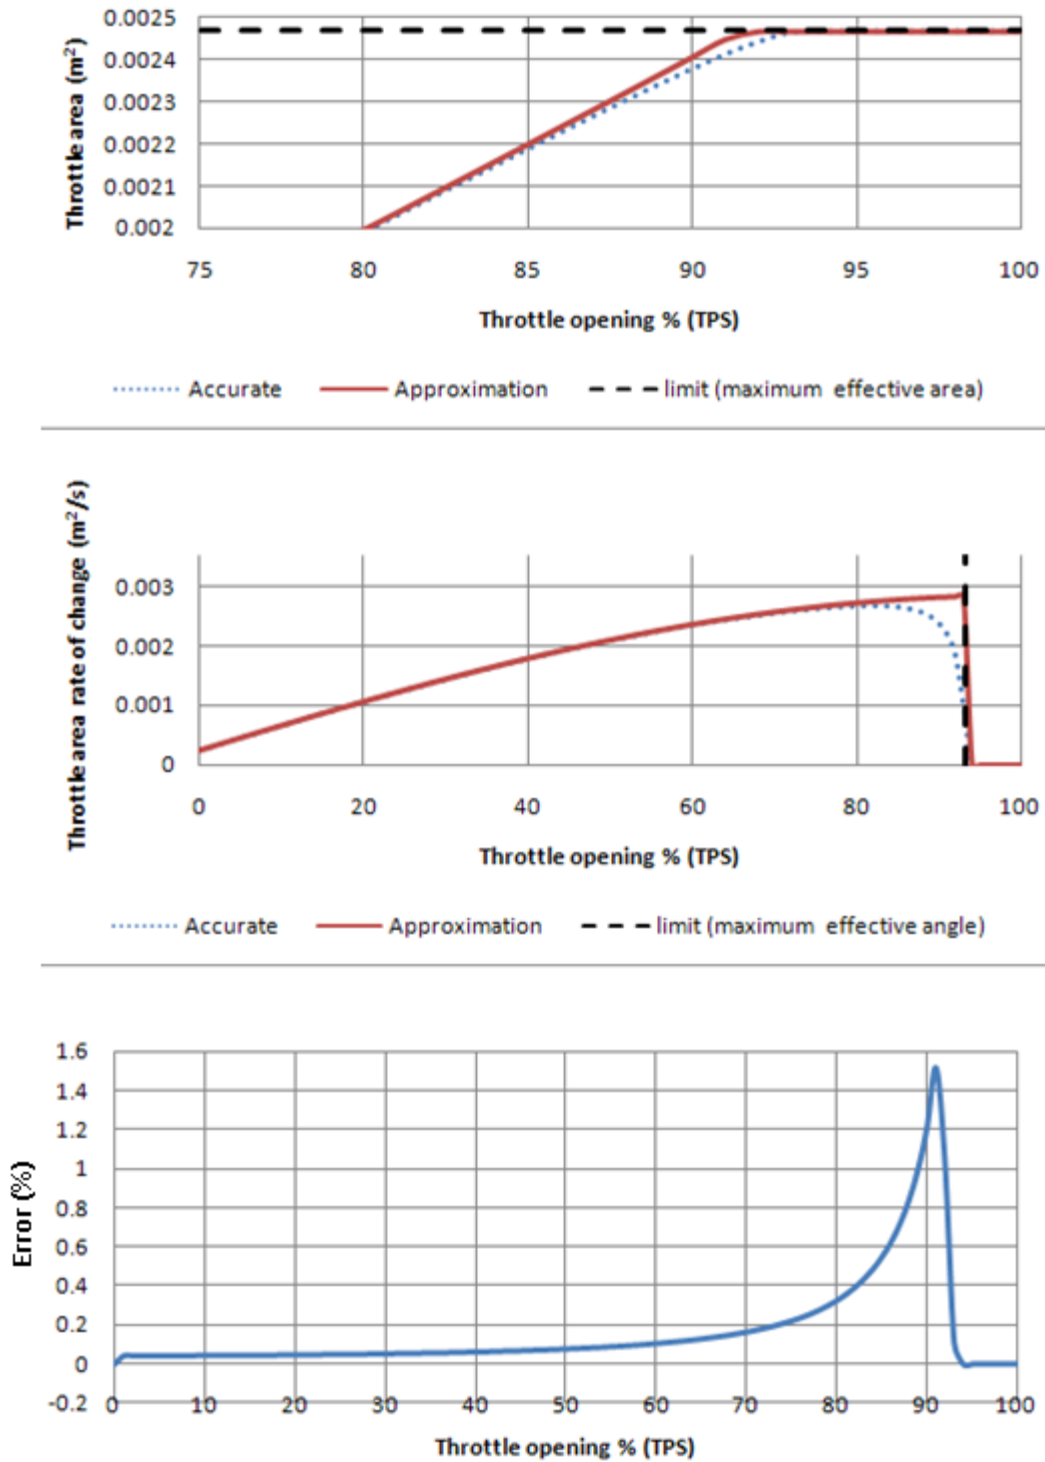 Throttle area (m²)
0.0025
0.0024
0.0023
0.0022
0.0021
0.002
75 80 85 90 95 100
Throttle opening % (TPS)
Accurate Approximation limit (maximum effective area)
Throttle area rate of change (m²/s)
0.003
0.002
0.001
0
0 20 40 60 80 100
Throttle opening % (TPS)
Accurate Approximation limit (maximum effective angle)
Error (%)
1.6
1.4
1.2
1
0.8
0.6
0.4
0.2
0
-0.2
0 10 20 30 40 50 60 70 80 90 100
Throttle opening % (TPS)